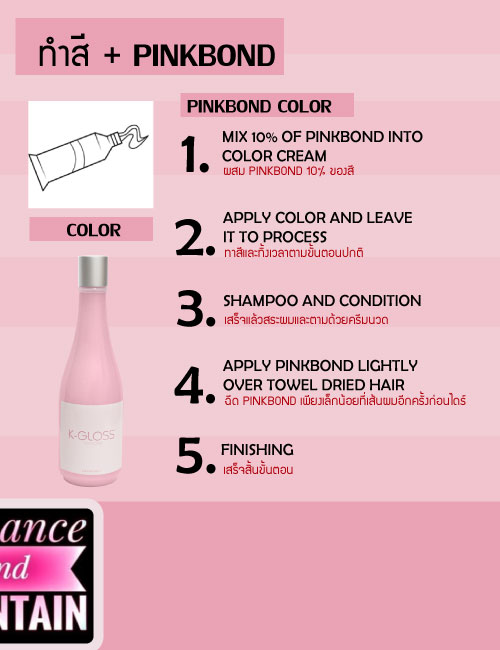 ทำสี + PINKBOND
PINKBOND COLOR
1. MIX 10% OF PINKBOND INTO
COLOR CREAM
ผสม PINKBOND 10% ของสี
COLOR
2. APPLY COLOR AND LEAVE
IT TO PROCESS
ทาสีและทิ้งเวลาตามขั้นตอนปกติ
3. SHAMPOO AND CONDITION
เสร็จแล้วสระผมและตามด้วยครีมนวด
4. APPLY PINKBOND LIGHTLY
OVER TOWEL DRIED HAIR
ฉีด PINKBOND เพียงเล็กน้อยที่เส้นผมอีกครั้งก่อนไดร์
5. FINISHING
เสร็จสิ้นขั้นตอน
K-GLOSS
ance
nd
NTAIN